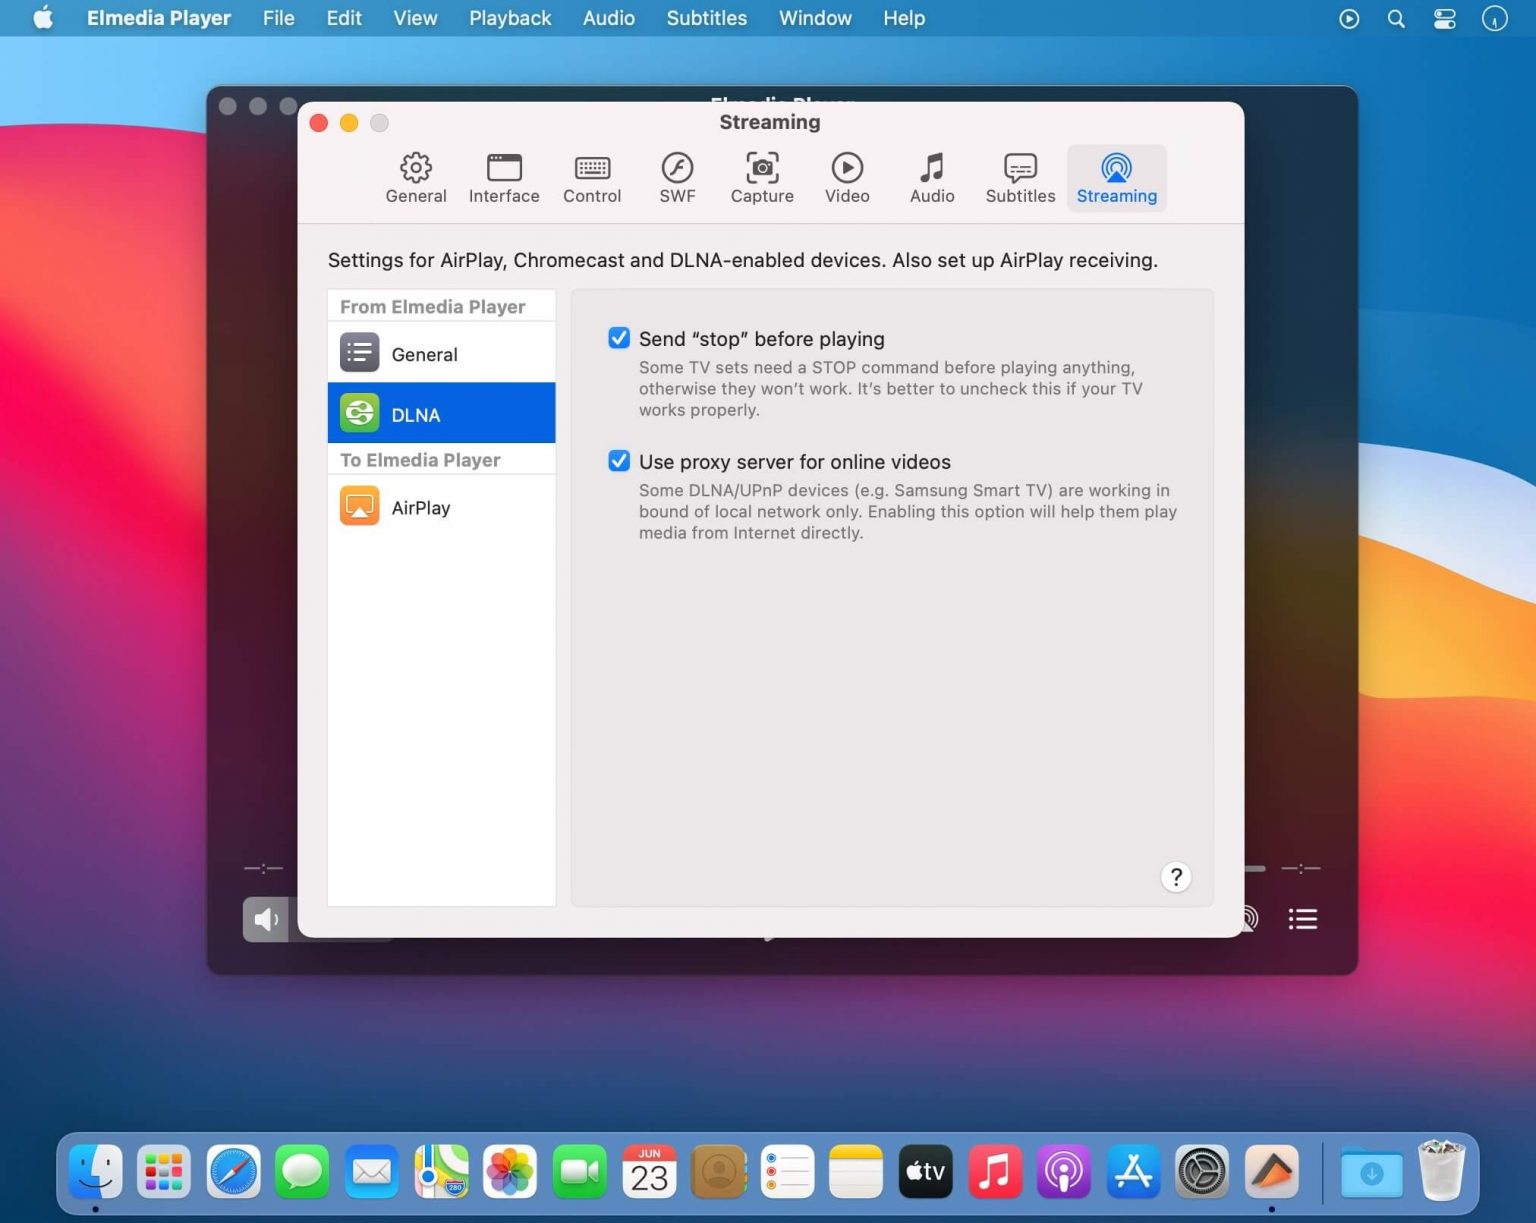 Elmedia Player File Edit View Playback Audio Subtitles Window Help
Elmedia Player
Streaming
General Interface Control SWF Capture Video Audio Subtitles Streaming
Settings for AirPlay, Chromecast and DLNA-enabled devices. Also set up AirPlay receiving.
From Elmedia Player
General
DLNA
To Elmedia Player
AirPlay
Send “stop” before playing
Some TV sets need a STOP command before playing anything,
otherwise they won’t work. It’s better to uncheck this if your TV
works properly.
Use proxy server for online videos
Some DLNA/UPnP devices (e.g. Samsung Smart TV) are working in
bound of local network only. Enabling this option will help them play
media from Internet directly.
?
--:-- --:--
JUN
23
280
tv